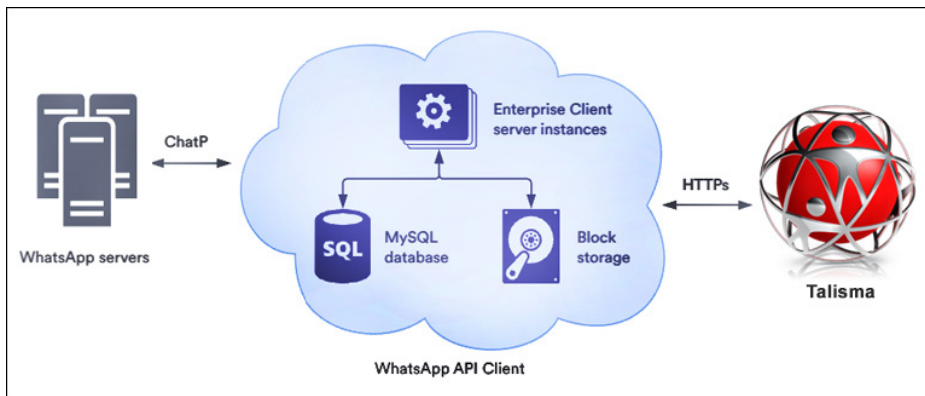 ChatP
WhatsApp servers
Enterprise Client
server instances
SQL
MySQL
database
Block
storage
WhatsApp API Client
HTTPs
Talisma